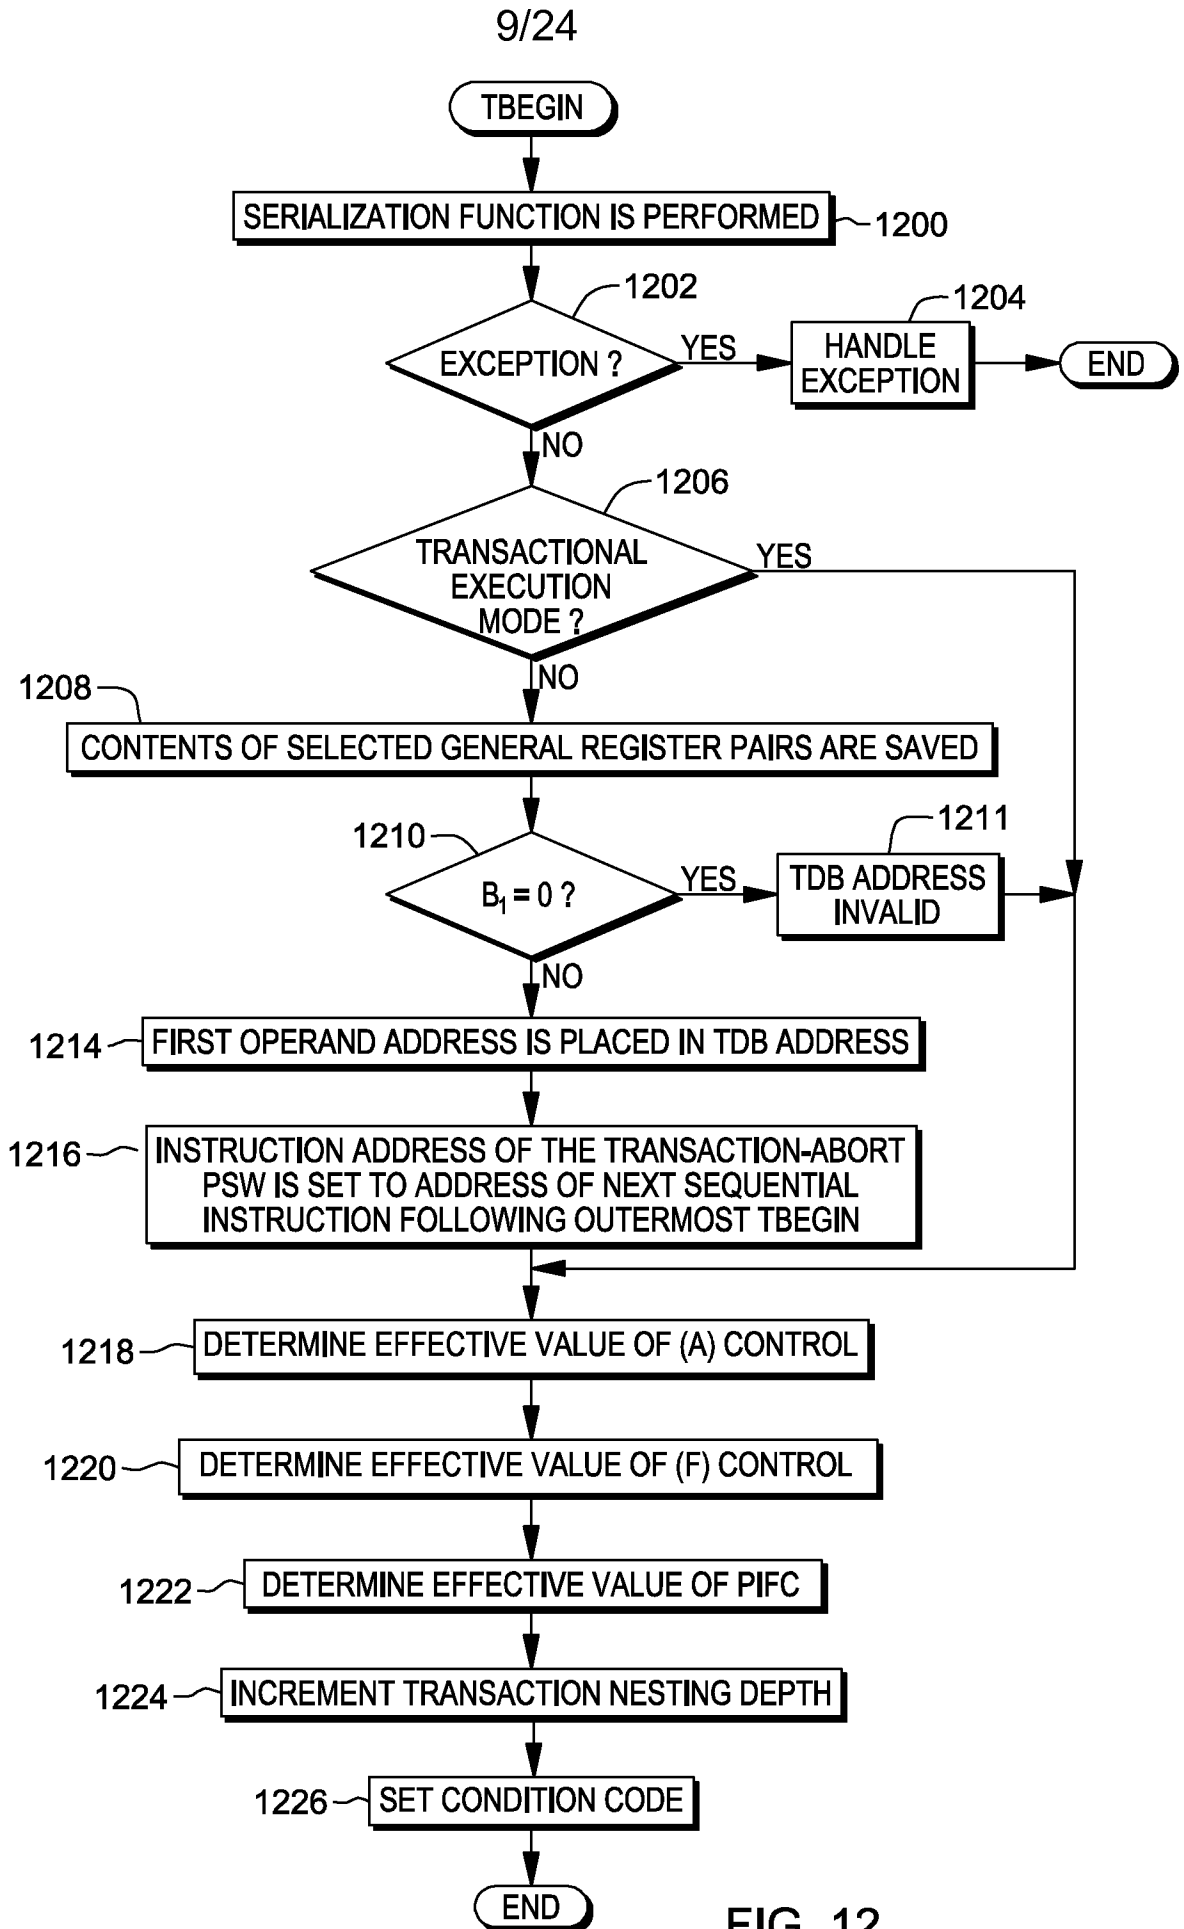 9/24
TBEGIN
SERIALIZATION FUNCTION IS PERFORMED
1200
1202
EXCEPTION ?
YES
1204
HANDLE
EXCEPTION
END
NO
1206
TRANSACTIONAL
EXECUTION
MODE ?
YES
NO
1208
CONTENTS OF SELECTED GENERAL REGISTER PAIRS ARE SAVED
1210
B₁ = 0 ?
YES
1211
TDB ADDRESS
INVALID
NO
1214
FIRST OPERAND ADDRESS IS PLACED IN TDB ADDRESS
1216
INSTRUCTION ADDRESS OF THE TRANSACTION-ABORT
PSW IS SET TO ADDRESS OF NEXT SEQUENTIAL
INSTRUCTION FOLLOWING OUTERMOST TBEGIN
1218
DETERMINE EFFECTIVE VALUE OF (A) CONTROL
1220
DETERMINE EFFECTIVE VALUE OF (F) CONTROL
1222
DETERMINE EFFECTIVE VALUE OF PIFC
1224
INCREMENT TRANSACTION NESTING DEPTH
1226
SET CONDITION CODE
END
FIG. 12